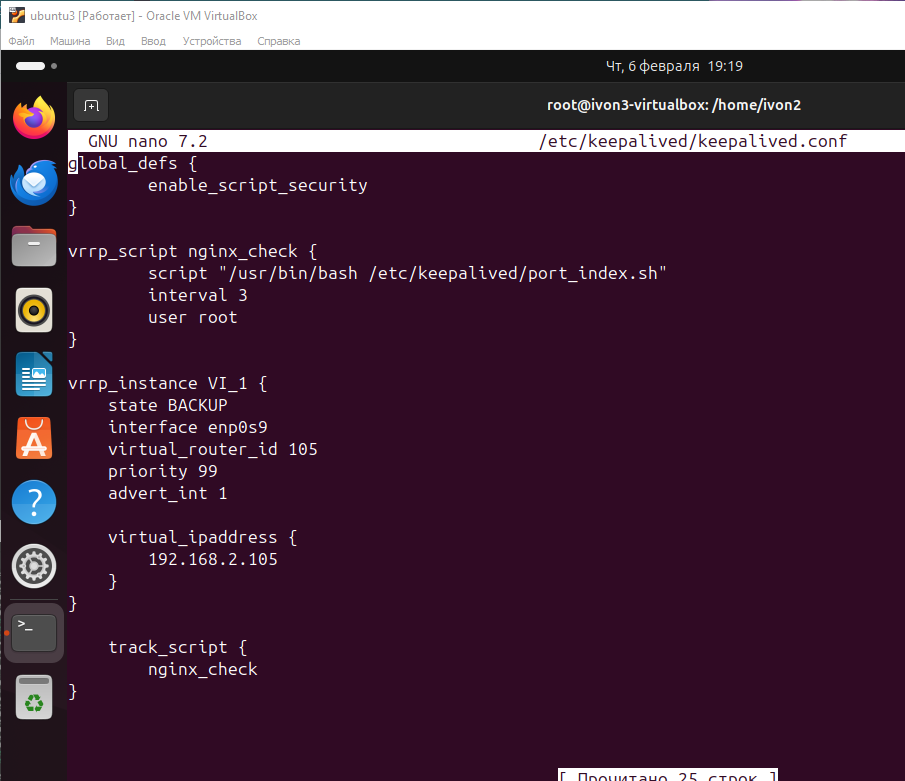 ubuntu3 [Работает] - Oracle VM VirtualBox
Файл Машина Вид Ввод Устройства Справка
Чт, 6 февраля 19:19
root@ivon3-virtualbox: /home/ivon2
GNU nano 7.2 /etc/keepalived/keepalived.conf
global_defs {
enable_script_security
}
vrrp_script nginx_check {
script "/usr/bin/bash /etc/keepalived/port_index.sh"
interval 3
user root
}
vrrp_instance VI_1 {
state BACKUP
interface enp0s9
virtual_router_id 105
priority 99
advert_int 1
virtual_ipaddress {
192.168.2.105
}
}
track_script {
nginx_check
}
[ Прочитано 25 строк ]